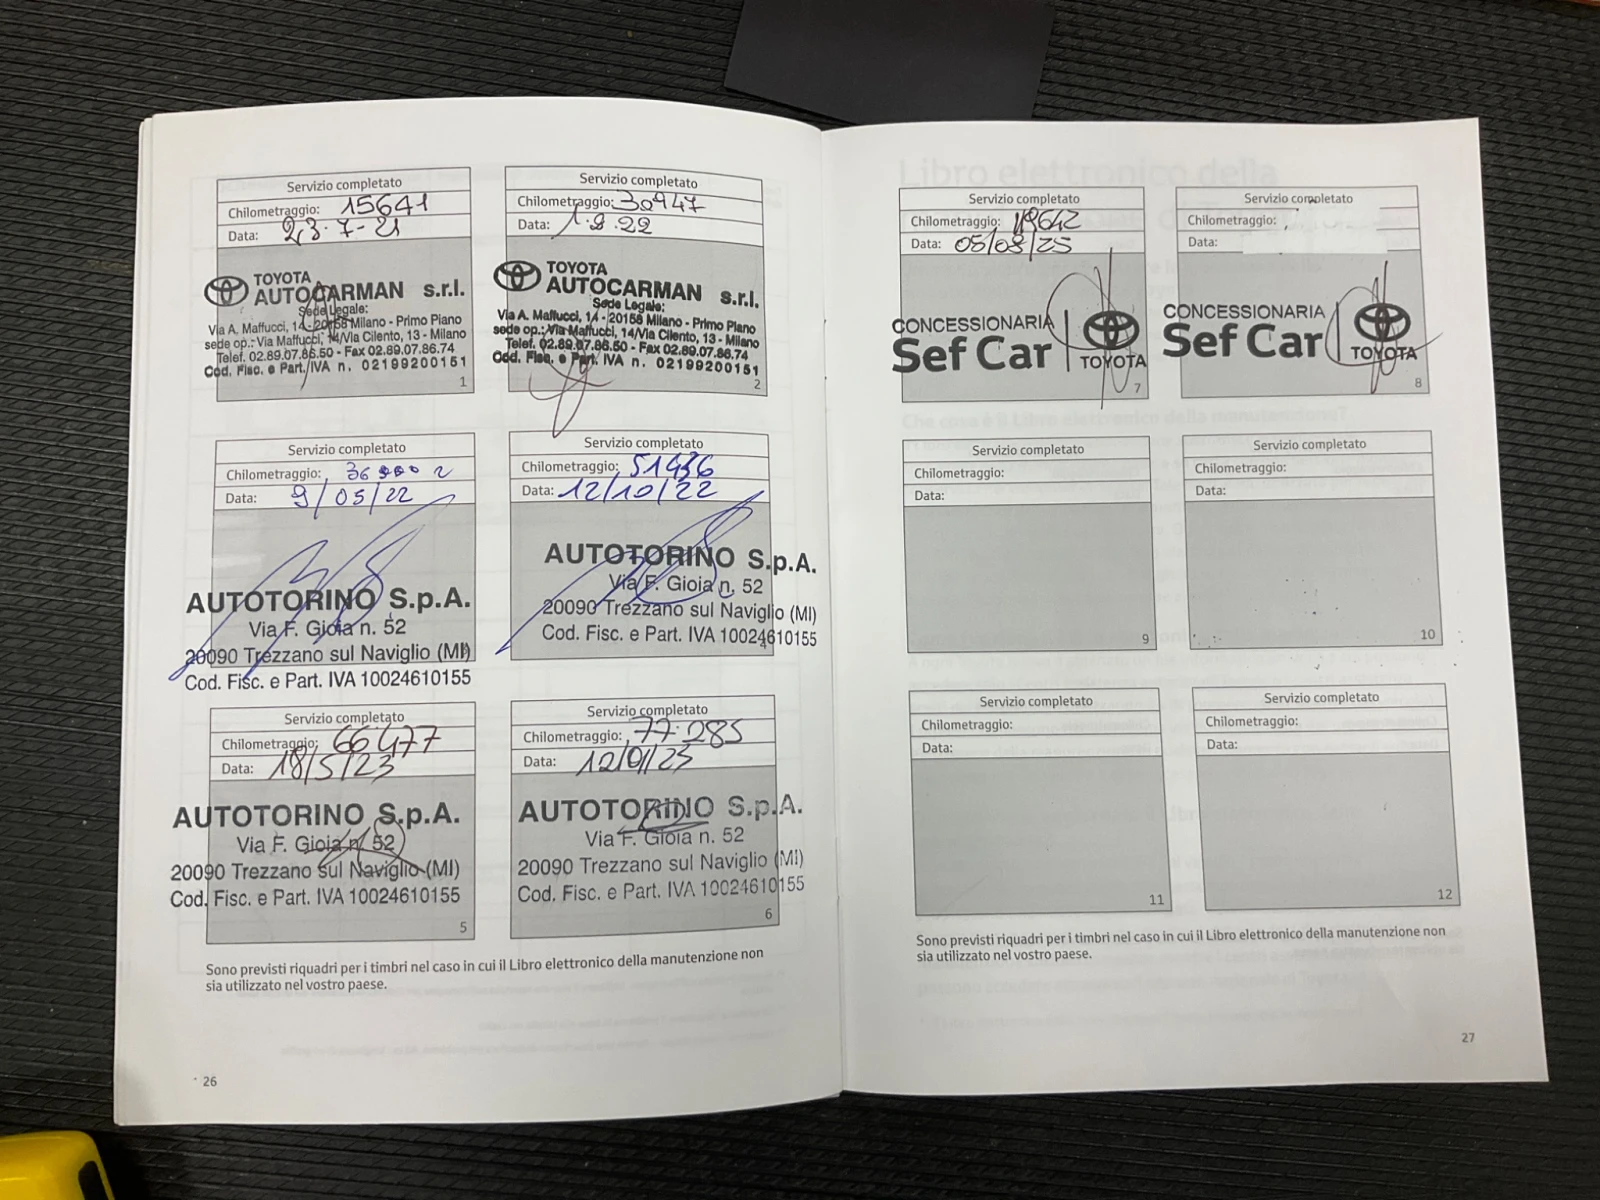 Servizio completato
Chilometraggio: 15641
Data: 23-7-21
TOYOTA
AUTOCARMAN s.r.l.
Sede Legale:
Via A. Maffucci, 14 - 20158 Milano - Primo Piano
sede op.: Via Maffucci, 14/Via Cilento, 13 - Milano
Telef. 02.89.07.86.50 - Fax 02.89.07.86.74
Cod. Fisc. e Part. IVA n. 02199200151
1
Servizio completato
Chilometraggio: 30947
Data:
TOYOTA
AUTOCARMAN s.r.l.
Sede Legale:
Via A. Maffucci, 14 - 20158 Milano - Primo Piano
sede op.: Via Maffucci, 14/Via Cilento, 13 - Milano
Telef. 02.89.07.86.50 - Fax 02.89.07.86.74
Cod. Fisc. e Part. IVA n. 02199200151
2
Servizio completato
Chilometraggio:
Data: 9/05/22
AUTOTORINO S.p.A.
Via F. Gioia n. 52
20090 Trezzano sul Naviglio (MI)
Cod. Fisc. e Part. IVA 10024610155
Servizio completato
Chilometraggio: 51436
Data: 12/10/22
AUTOTORINO S.p.A.
Via F. Gioia n. 52
20090 Trezzano sul Naviglio (MI)
Cod. Fisc. e Part. IVA 10024610155
4
Servizio completato
Chilometraggio: 66477
Data: 18/5/23
AUTOTORINO S.p.A.
Via F. Gioia n. 52
20090 Trezzano sul Naviglio (MI)
Cod. Fisc. e Part. IVA 10024610155
5
Servizio completato
Chilometraggio: 77.285
Data:
AUTOTORINO S.p.A.
Via F. Gioia n. 52
20090 Trezzano sul Naviglio (MI)
Cod. Fisc. e Part. IVA 10024610155
6
Sono previsti riquadri per i timbri nel caso in cui il Libro elettronico della manutenzione non
sia utilizzato nel vostro paese.
26
Servizio completato
Chilometraggio:
Data: 05/08/25
CONCESSIONARIA
Sef Car
TOYOTA
7
Servizio completato
Chilometraggio:
Data:
CONCESSIONARIA
Sef Car
TOYOTA
8
Servizio completato
Chilometraggio:
Data:
9
Servizio completato
Chilometraggio:
Data:
10
Servizio completato
Chilometraggio:
Data:
11
Servizio completato
Chilometraggio:
Data:
12
Sono previsti riquadri per i timbri nel caso in cui il Libro elettronico della manutenzione non
sia utilizzato nel vostro paese.
27